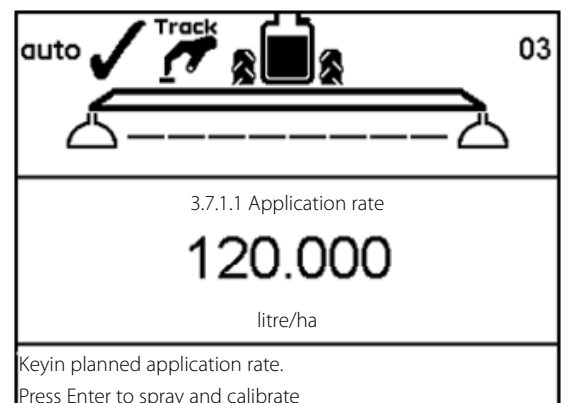 Track
auto 03
3.7.1.1 Application rate
120.000
litre/ha
Keyin planned application rate.
Press Enter to spray and calibrate